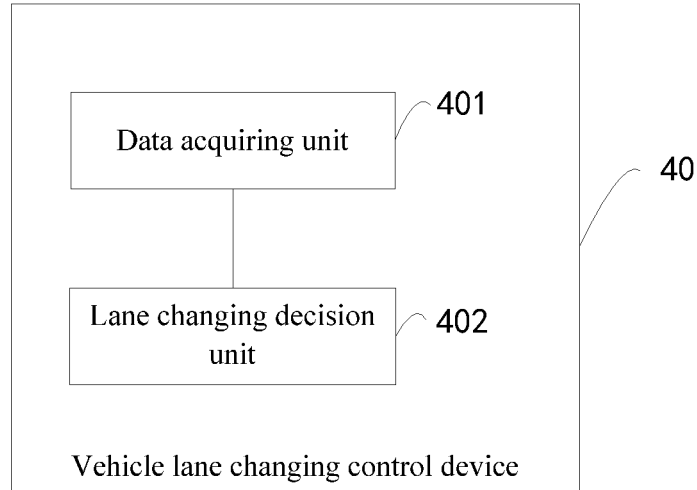 401
Data acquiring unit
40
Lane changing decision
unit
402
Vehicle lane changing control device